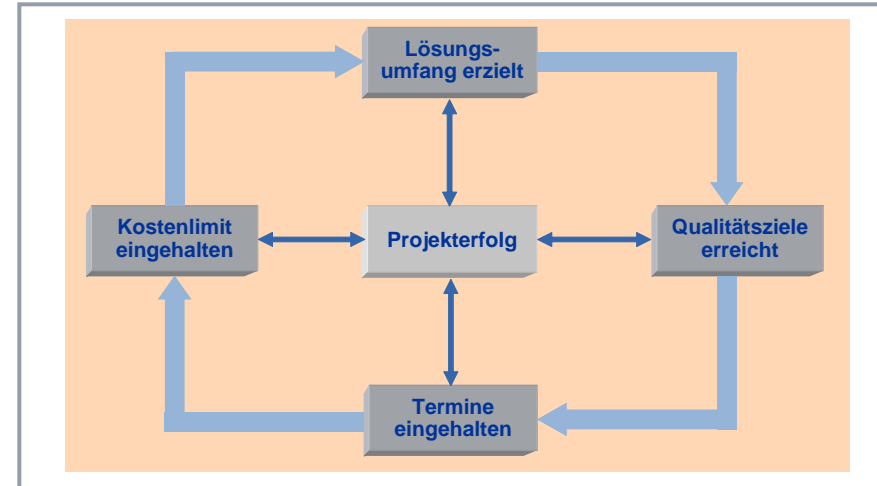 Lösungs-
umfang erzielt
Kostenlimit
eingehalten
Projekterfolg
Qualitätsziele
erreicht
Termine
eingehalten